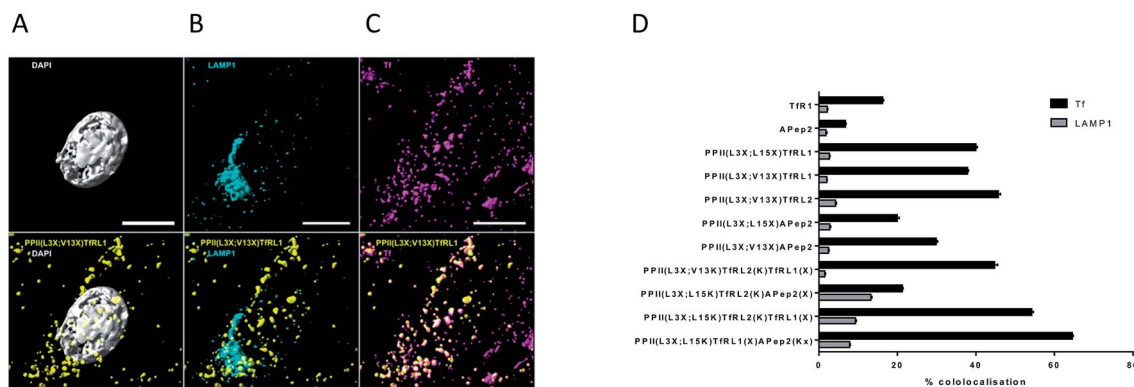 A
B
C
D
DAPI
LAMP1
Tf
PPII(L3X;V13X)TfRL1
DAPI
PPII(L3X;V13X)TfRL1
LAMP1
PPII(L3X;V13X)TfRL1
Tf
Tf
LAMP1
TfR1
APep2
PPII(L3X;L15X)TfRL1
PPII(L3X;V13X)TfRL1
PPII(L3X;V13X)TfRL2
PPII(L3X;L15X)APep2
PPII(L3X;V13X)APep2
PPII(L3X;V13K)TfRL2(K)TfRL1(X)
PPII(L3X;L15K)TfRL2(K)APep2(X)
PPII(L3X;L15K)TfRL2(K)TfRL1(X)
PPII(L3X;L15K)TfRL1(X)APep2(Kx)
0
20
40
60
80
% cololocalisation